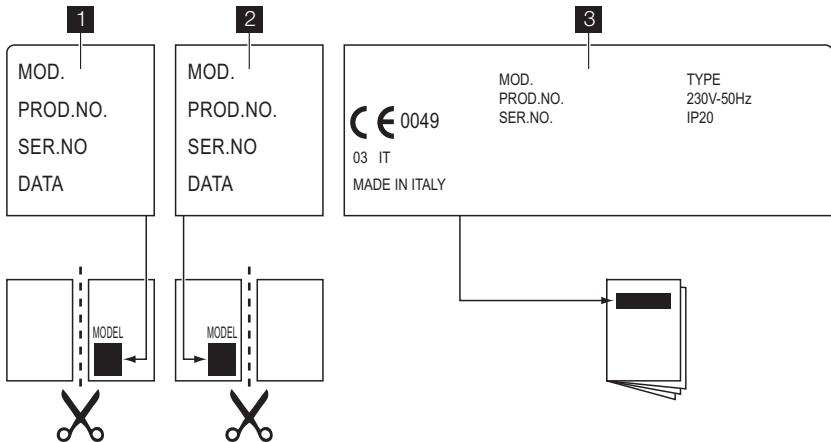 1
MOD.
PROD.NO.
SER.NO
DATA
MODEL
2
MOD.
PROD.NO.
SER.NO
DATA
MODEL
3
CE 0049
03 IT
MADE IN ITALY
MOD.
PROD.NO.
SER.NO.
TYPE
230V-50Hz
IP20